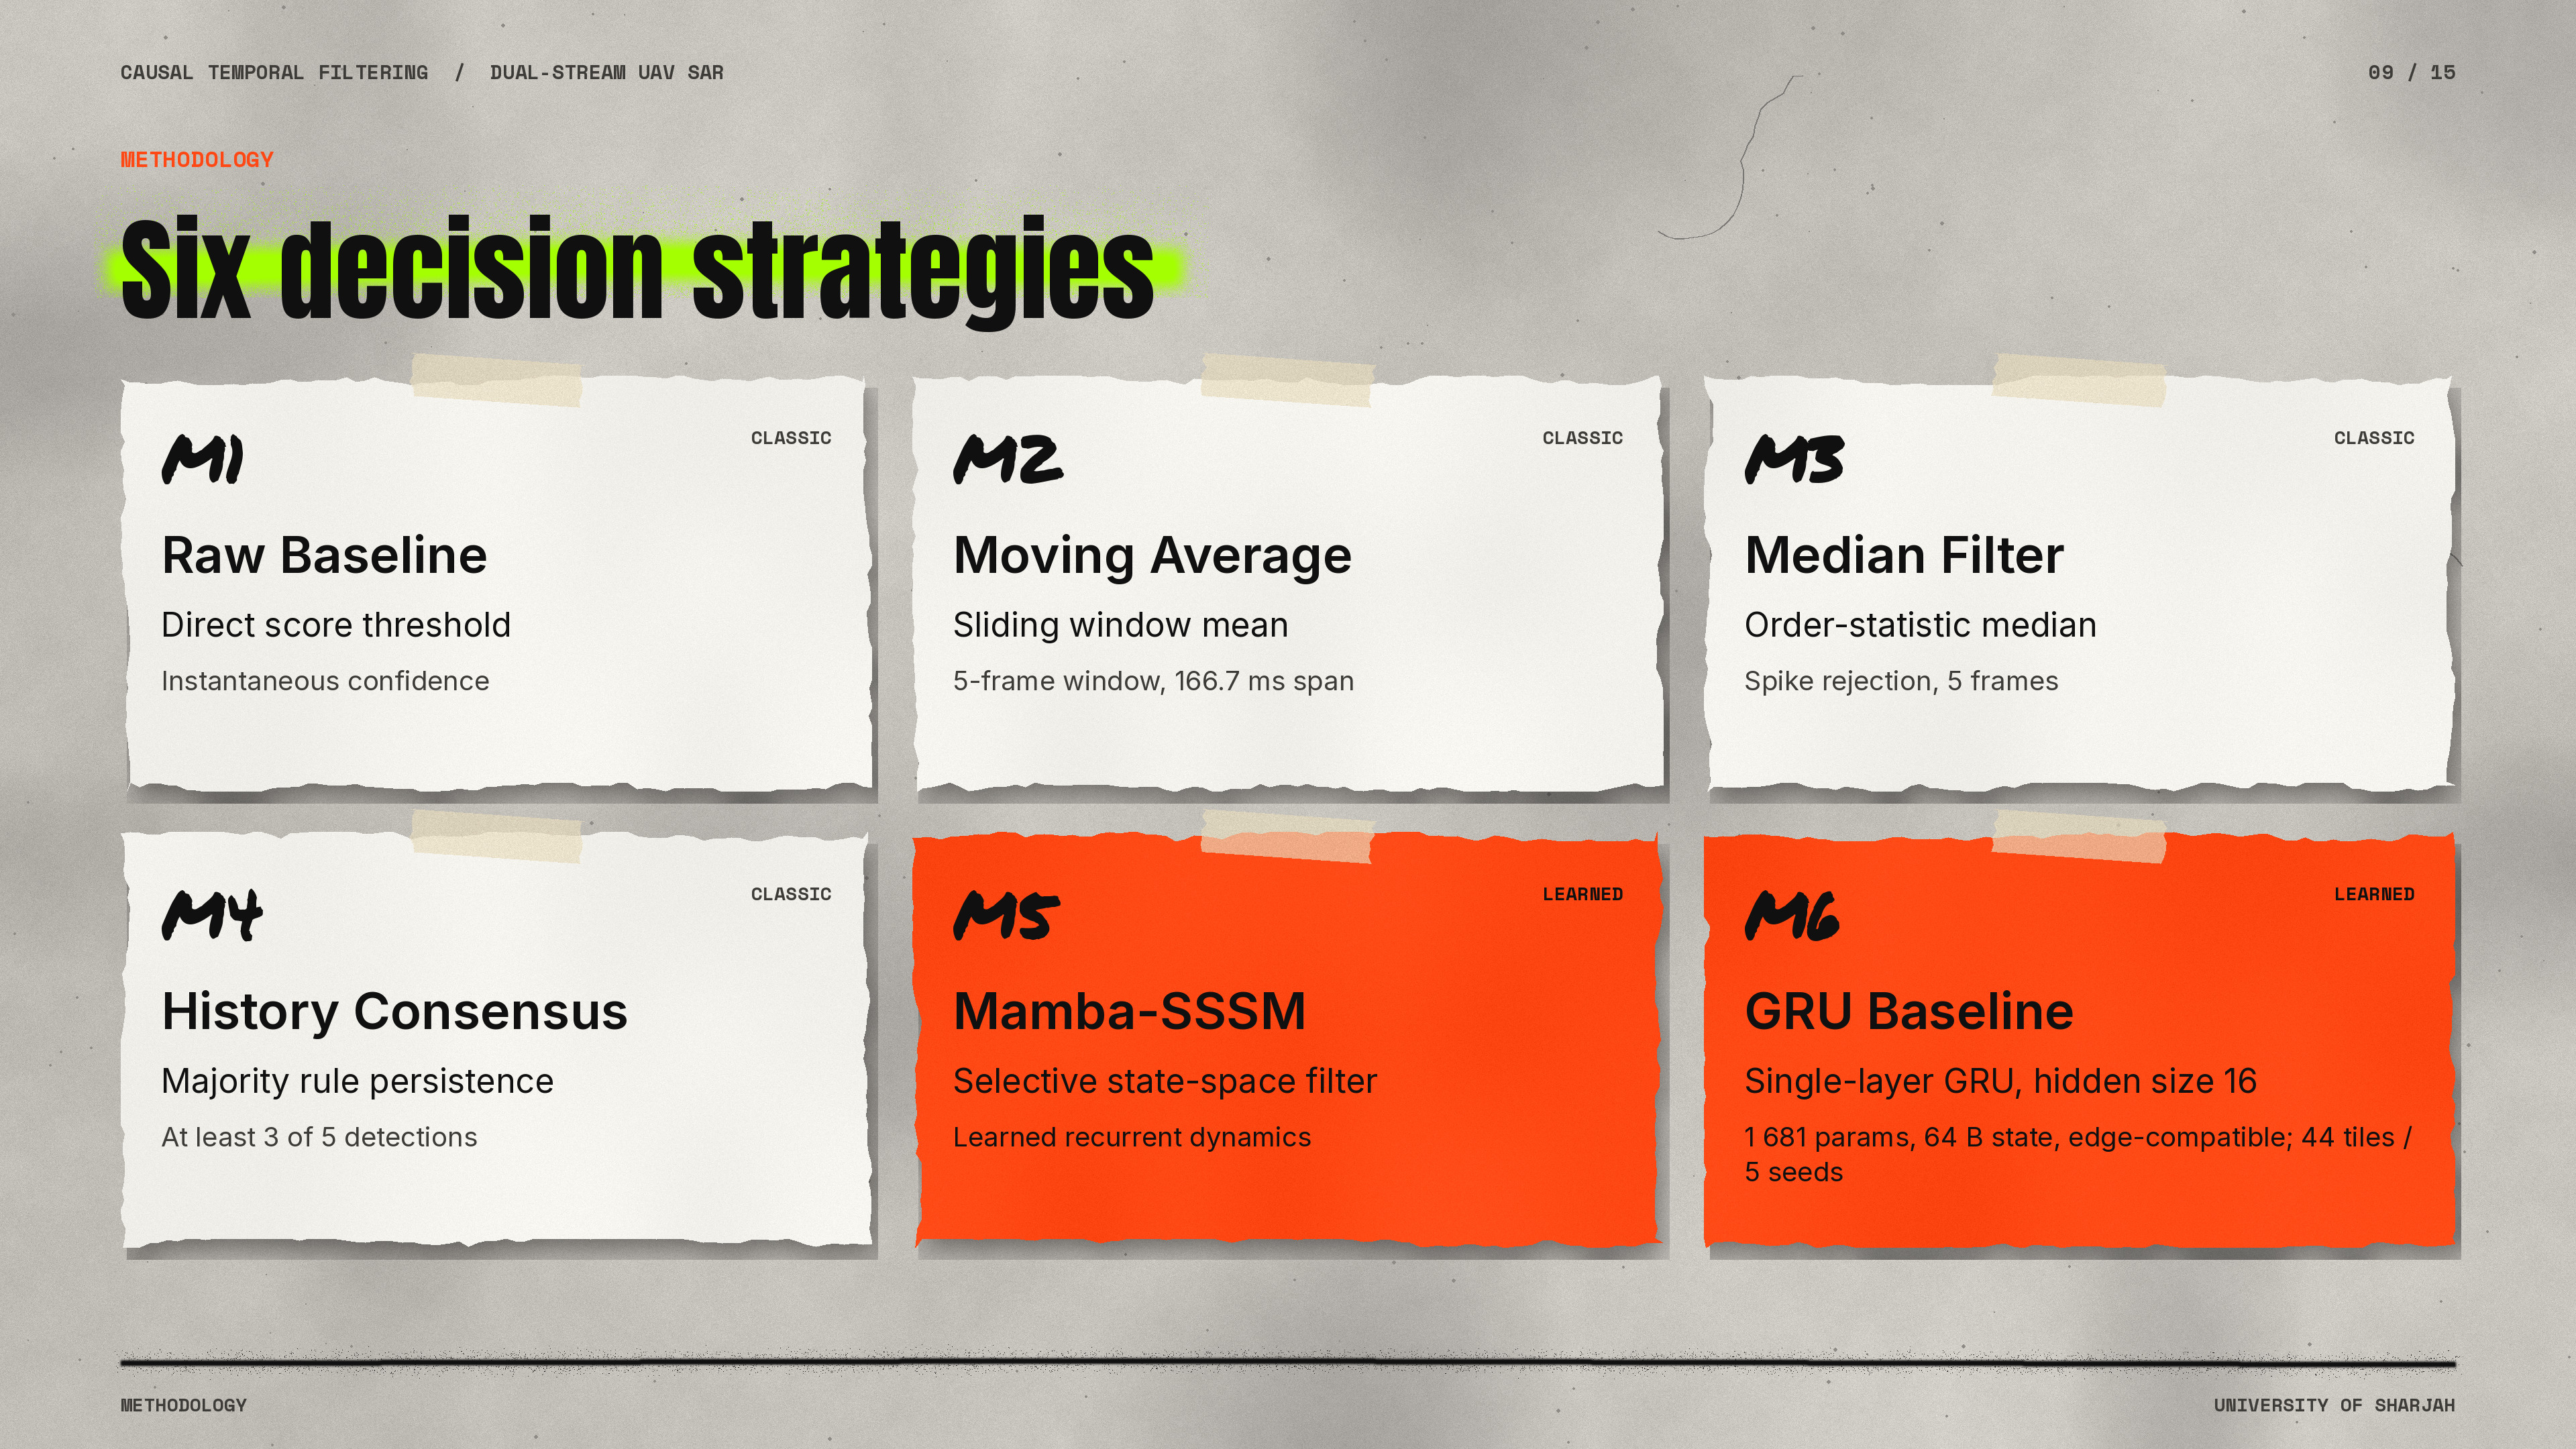 CAUSAL TEMPORAL FILTERING / DUAL-STREAM UAV SAR
09 / 15
METHODOLOGY
Six decision strategies
M1
CLASSIC
Raw Baseline
Direct score threshold
Instantaneous confidence
M2
CLASSIC
Moving Average
Sliding window mean
5-frame window, 166.7 ms span
M3
CLASSIC
Median Filter
Order-statistic median
Spike rejection, 5 frames
M4
CLASSIC
History Consensus
Majority rule persistence
At least 3 of 5 detections
M5
LEARNED
Mamba-SSSM
Selective state-space filter
Learned recurrent dynamics
M6
LEARNED
GRU Baseline
Single-layer GRU, hidden size 16
1 681 params, 64 B state, edge-compatible; 44 tiles /
5 seeds
METHODOLOGY
UNIVERSITY OF SHARJAH